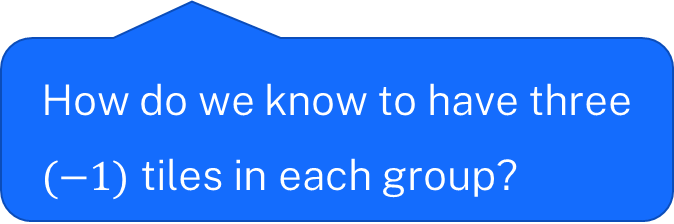 How do we know to have three
(−1) tiles in each group?